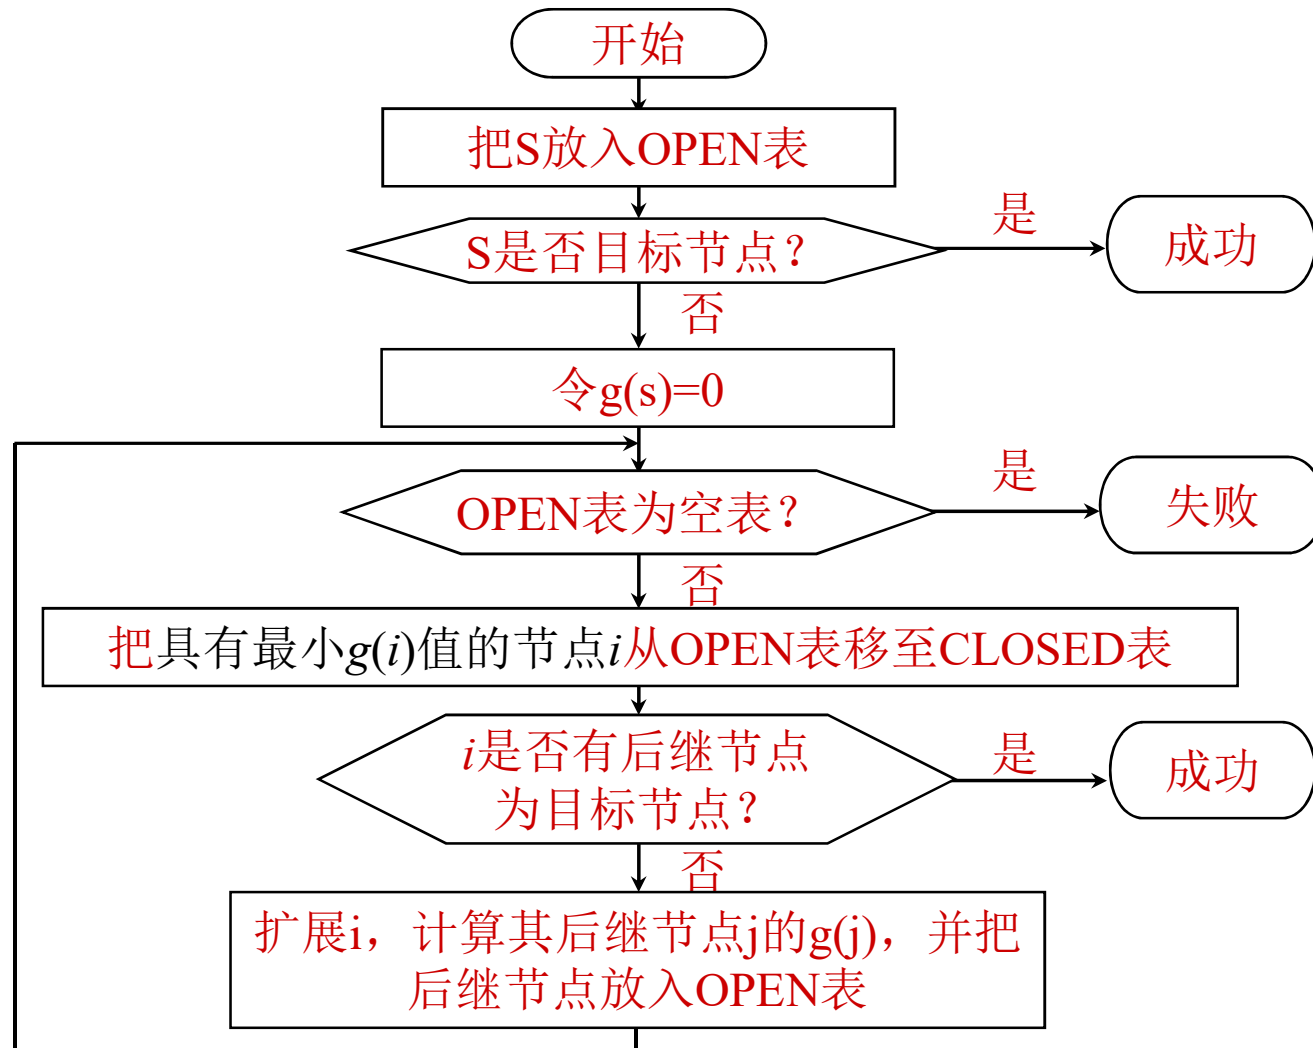 开始
把S放入OPEN表
S是否目标节点？
是
成功
否
令g(s)=0
OPEN表为空表？
是
失败
否
把具有最小g(i)值的节点i从OPEN表移至CLOSED表
i是否有后继节点
为目标节点？
是
成功
否
扩展i，计算其后继节点j的g(j)，并把
后继节点放入OPEN表